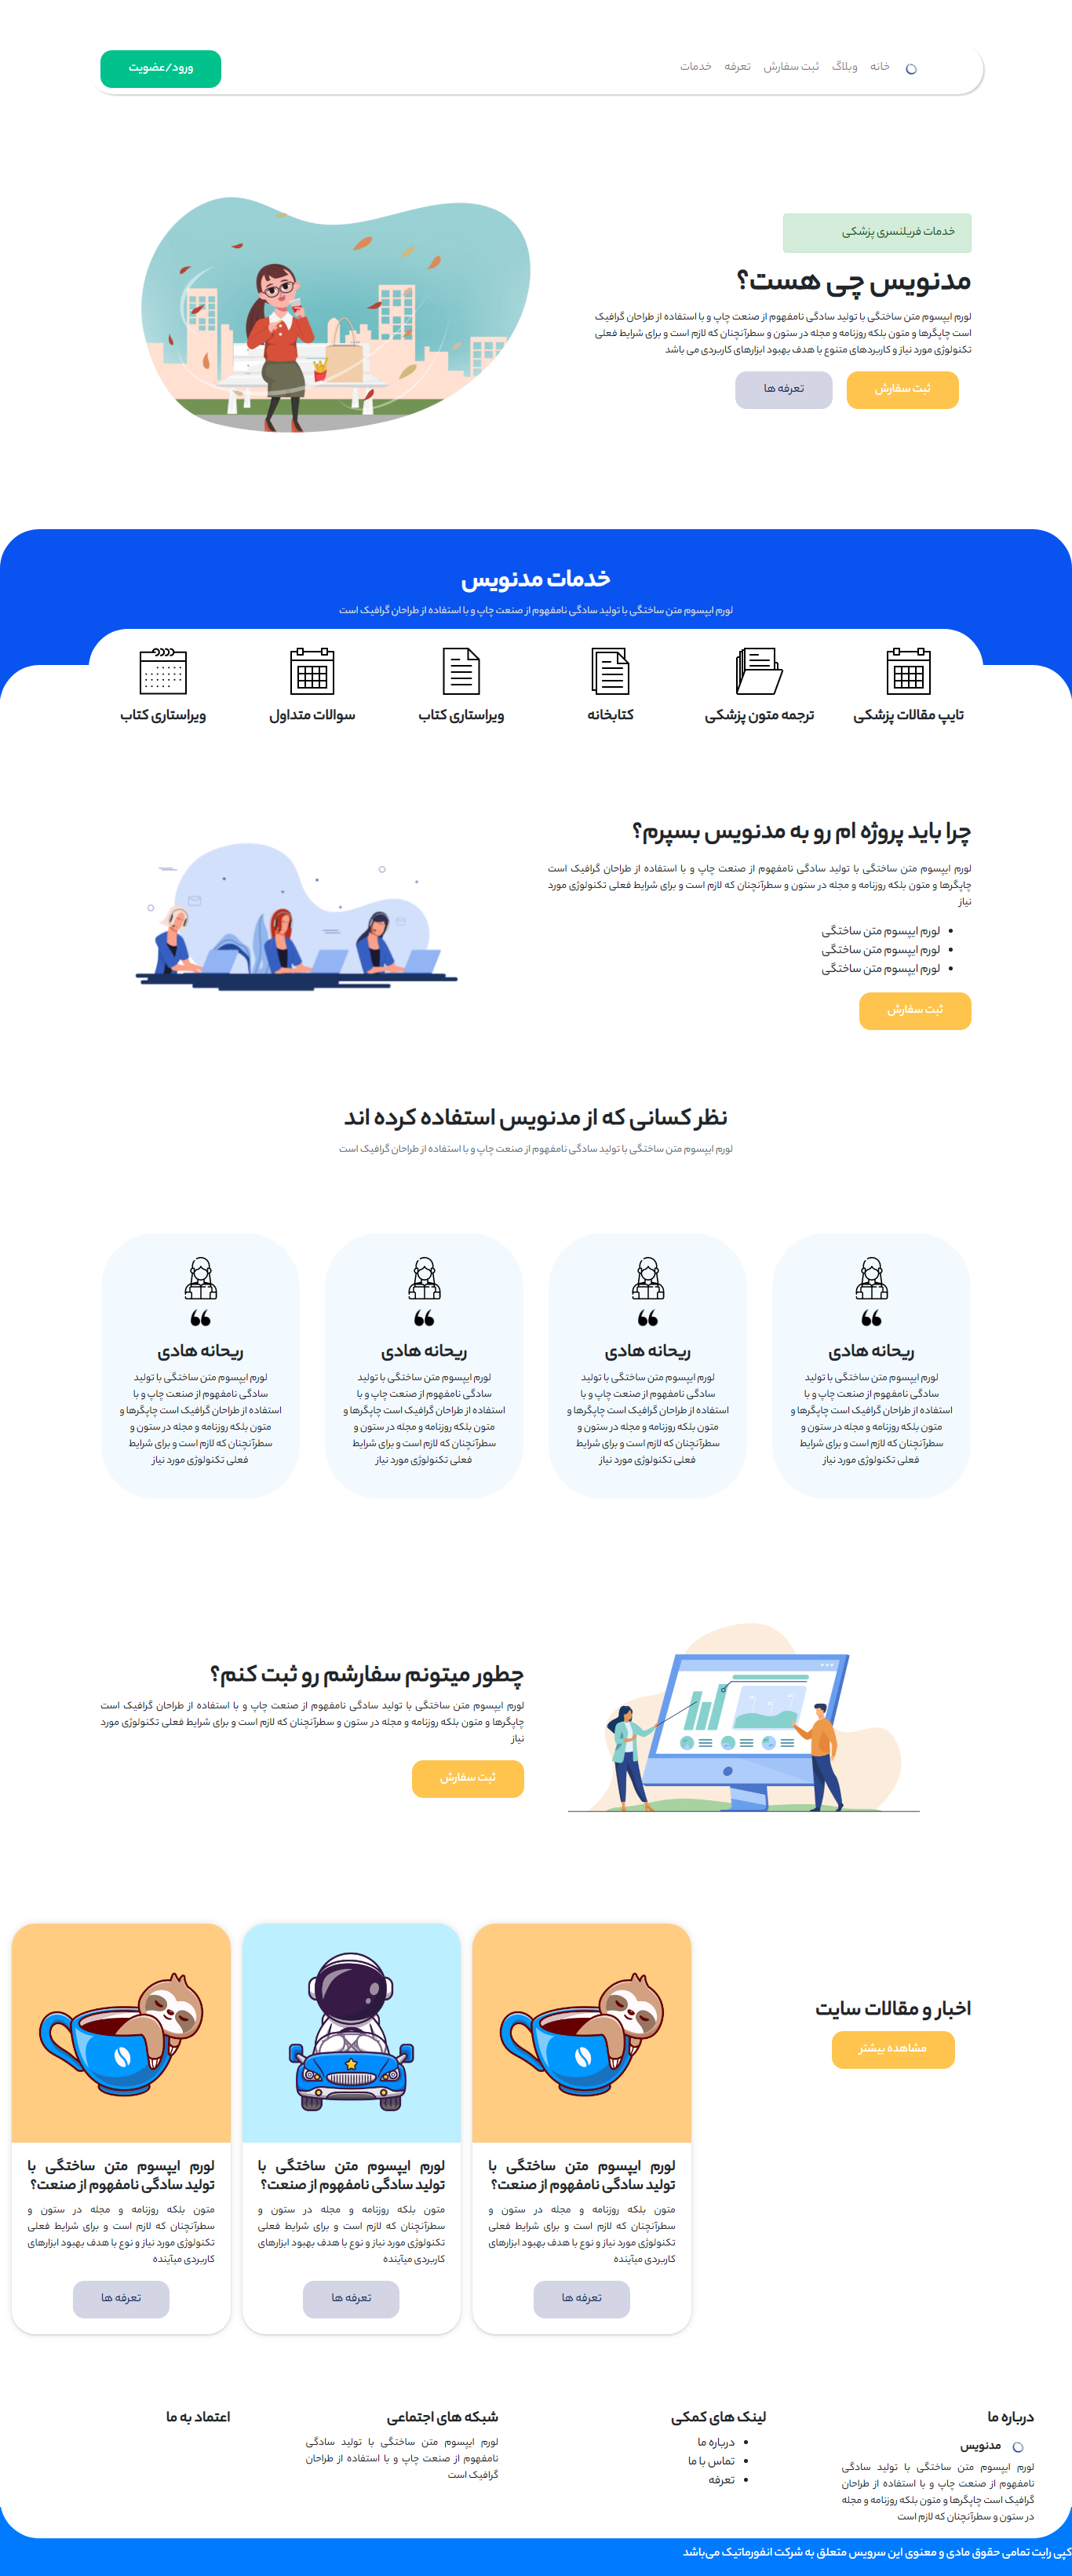 خانه وبلاگ ثبت سفارش تعرفه خدمات
ورود/عضویت
خدمات فریلنسری پزشکی
مدنویس چی هست؟
لورم ایپسوم متن ساختگی با تولید سادگی نامفهوم از صنعت چاپ و با استفاده از طراحان گرافیک
است چاپگرها و متون بلکه روزنامه و مجله در ستون و سطرآنچنان که لازم است و برای شرایط فعلی
تکنولوژی مورد نیاز و کاربردهای متنوع با هدف بهبود ابزارهای کاربردی می باشد
ثبت سفارش
تعرفه ها
خدمات مدنویس
لورم ایپسوم متن ساختگی با تولید سادگی نامفهوم از صنعت چاپ و با استفاده از طراحان گرافیک است
تایپ مقالات پزشکی
ترجمه متون پزشکی
کتابخانه
ویراستاری کتاب
سوالات متداول
ویراستاری کتاب
چرا باید پروژه ام رو به مدنویس بسپرم؟
لورم ایپسوم متن ساختگی با تولید سادگی نامفهوم از صنعت چاپ و با استفاده از طراحان گرافیک است
چاپگرها و متون بلکه روزنامه و مجله در ستون و سطرآنچنان که لازم است و برای شرایط فعلی تکنولوژی مورد
نیاز
لورم ایپسوم متن ساختگی
لورم ایپسوم متن ساختگی
لورم ایپسوم متن ساختگی
ثبت سفارش
نظر کسانی که از مدنویس استفاده کرده اند
لورم ایپسوم متن ساختگی با تولید سادگی نامفهوم از صنعت چاپ و با استفاده از طراحان گرافیک است
ریحانه هادی
لورم ایپسوم متن ساختگی با تولید
سادگی نامفهوم از صنعت چاپ و با
استفاده از طراحان گرافیک است چاپگرها و
متون بلکه روزنامه و مجله در ستون و
سطرآنچنان که لازم است و برای شرایط
فعلی تکنولوژی مورد نیاز
ریحانه هادی
لورم ایپسوم متن ساختگی با تولید
سادگی نامفهوم از صنعت چاپ و با
استفاده از طراحان گرافیک است چاپگرها و
متون بلکه روزنامه و مجله در ستون و
سطرآنچنان که لازم است و برای شرایط
فعلی تکنولوژی مورد نیاز
ریحانه هادی
لورم ایپسوم متن ساختگی با تولید
سادگی نامفهوم از صنعت چاپ و با
استفاده از طراحان گرافیک است چاپگرها و
متون بلکه روزنامه و مجله در ستون و
سطرآنچنان که لازم است و برای شرایط
فعلی تکنولوژی مورد نیاز
ریحانه هادی
لورم ایپسوم متن ساختگی با تولید
سادگی نامفهوم از صنعت چاپ و با
استفاده از طراحان گرافیک است چاپگرها و
متون بلکه روزنامه و مجله در ستون و
سطرآنچنان که لازم است و برای شرایط
فعلی تکنولوژی مورد نیاز
چطور میتونم سفارشم رو ثبت کنم؟
لورم ایپسوم متن ساختگی با تولید سادگی نامفهوم از صنعت چاپ و با استفاده از طراحان گرافیک است
چاپگرها و متون بلکه روزنامه و مجله در ستون و سطرآنچنان که لازم است و برای شرایط فعلی تکنولوژی مورد
نیاز
ثبت سفارش
اخبار و مقالات سایت
مشاهده بیشتر
لورم ایپسوم متن ساختگی با
تولید سادگی نامفهوم از صنعت؟
متون بلکه روزنامه و مجله در ستون و
سطرآنچنان که لازم است و برای شرایط فعلی
تکنولوژی مورد نیاز و نوع با هدف بهبود ابزارهای
کاربردی میآینده
تعرفه ها
لورم ایپسوم متن ساختگی با
تولید سادگی نامفهوم از صنعت؟
متون بلکه روزنامه و مجله در ستون و
سطرآنچنان که لازم است و برای شرایط فعلی
تکنولوژی مورد نیاز و نوع با هدف بهبود ابزارهای
کاربردی میآینده
تعرفه ها
لورم ایپسوم متن ساختگی با
تولید سادگی نامفهوم از صنعت؟
متون بلکه روزنامه و مجله در ستون و
سطرآنچنان که لازم است و برای شرایط فعلی
تکنولوژی مورد نیاز و نوع با هدف بهبود ابزارهای
کاربردی میآینده
تعرفه ها
درباره ما
مدنویس
لورم ایپسوم متن ساختگی با تولید سادگی
نامفهوم از صنعت چاپ و با استفاده از طراحان
گرافیک است چاپگرها و متون بلکه روزنامه و مجله
در ستون و سطرآنچنان که لازم است
لینک های کمکی
درباره ما
تماس با ما
تعرفه
شبکه های اجتماعی
لورم ایپسوم متن ساختگی با تولید سادگی
نامفهوم از صنعت چاپ و با استفاده از طراحان
گرافیک است
اعتماد به ما
کپی رایت تمامی حقوق مادی و معنوی این سرویس متعلق به شرکت انفورماتیک می‌باشد